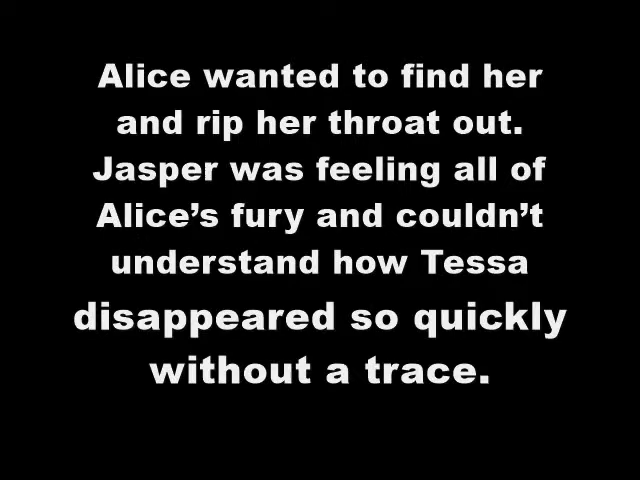 Alice wanted to find her
and rip her throat out.
Jasper was feeling all of
Alice’s fury and couldn’t
understand how Tessa
disappeared so quickly
without a trace.